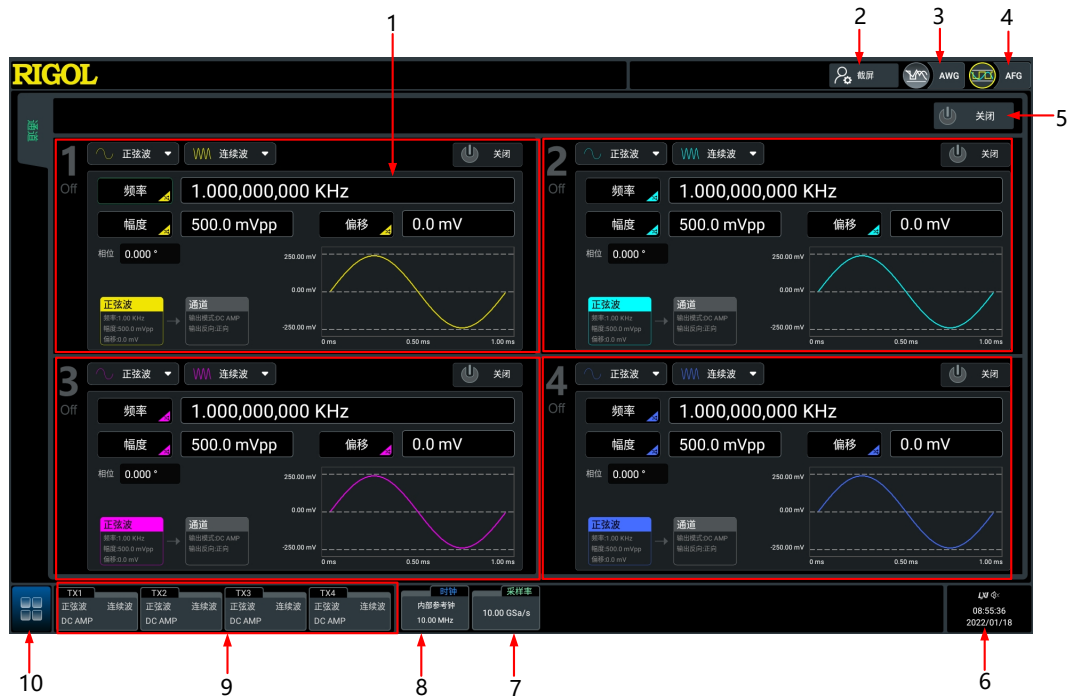 1
2
3
4
RIGOL
截屏
AWG
AFG
通道
关闭
5
1
Off
正弦波
连续波
关闭
频率
1.000,000,000 KHz
幅度
500.0 mVpp
偏移
0.0 mV
相位
0.000 °
250.00 mV
0.00 mV
-250.00 mV
0 ms
0.50 ms
1.00 ms
正弦波
频率:1.00 KHz
幅度:500.0 mVpp
偏移:0.0 mV
通道
输出模式:DC AMP
输出反向:正向
2
Off
正弦波
连续波
关闭
频率
1.000,000,000 KHz
幅度
500.0 mVpp
偏移
0.0 mV
相位
0.000 °
250.00 mV
0.00 mV
-250.00 mV
0 ms
0.50 ms
1.00 ms
正弦波
频率:1.00 KHz
幅度:500.0 mVpp
偏移:0.0 mV
通道
输出模式:DC AMP
输出反向:正向
3
Off
正弦波
连续波
关闭
频率
1.000,000,000 KHz
幅度
500.0 mVpp
偏移
0.0 mV
相位
0.000 °
250.00 mV
0.00 mV
-250.00 mV
0 ms
0.50 ms
1.00 ms
正弦波
频率:1.00 KHz
幅度:500.0 mVpp
偏移:0.0 mV
通道
输出模式:DC AMP
输出反向:正向
4
Off
正弦波
连续波
关闭
频率
1.000,000,000 KHz
幅度
500.0 mVpp
偏移
0.0 mV
相位
0.000 °
250.00 mV
0.00 mV
-250.00 mV
0 ms
0.50 ms
1.00 ms
正弦波
频率:1.00 KHz
幅度:500.0 mVpp
偏移:0.0 mV
通道
输出模式:DC AMP
输出反向:正向
TX1
正弦波 连续波
DC AMP
TX2
正弦波 连续波
DC AMP
TX3
正弦波 连续波
DC AMP
TX4
正弦波 连续波
DC AMP
时钟
内部参考钟
10.00 MHz
采样率
10.00 GSa/s
LXI
08:55:36
2022/01/18
10
9
8
7
6